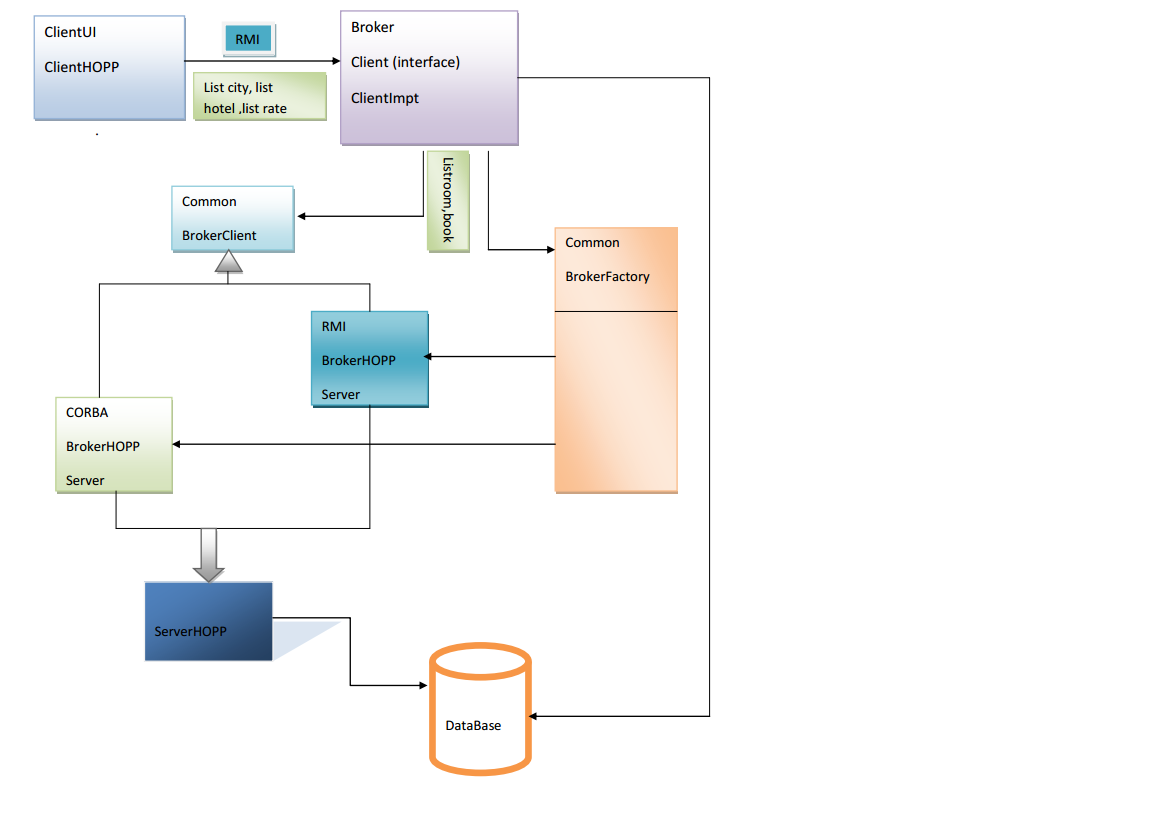 ClientUI
ClientHOPP
RMI
List city, list
hotel ,list rate
Broker
Client (interface)
ClientImpt
Listroom,book
Common
BrokerClient
Common
BrokerFactory
RMI
BrokerHOPP
Server
CORBA
BrokerHOPP
Server
ServerHOPP
DataBase